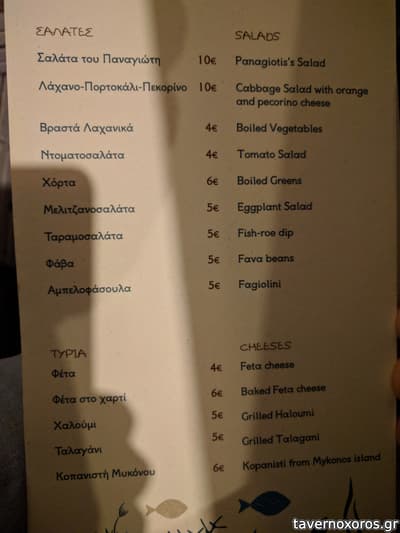 ΣΑΛΑΤΕΣ SALADS
Σαλάτα του Παναγιώτη 10€ Panagiotis's Salad
Λάχανο-Πορτοκάλι-Πεκορίνο 10€ Cabbage Salad with orange
and pecorino cheese
Βραστά Λαχανικά 4€ Boiled Vegetables
Ντοματοσαλάτα 4€ Tomato Salad
Χόρτα 6€ Boiled Greens
Μελιτζανοσαλάτα 5€ Eggplant Salad
Ταραμοσαλάτα 5€ Fish-roe dip
Φάβα 5€ Fava beans
Αμπελοφάσουλα 5€ Fagiolini
ΤΥΡΙΑ CHEESES
Φέτα 4€ Feta cheese
Φέτα στο χαρτί 6€ Baked Feta cheese
Χαλούμι 5€ Grilled Haloumi
Ταλαγάνι 5€ Grilled Talagani
Κοπανιστή Μυκόνου 6€ Kopanisti from Mykonos island
tavernoxoros.gr